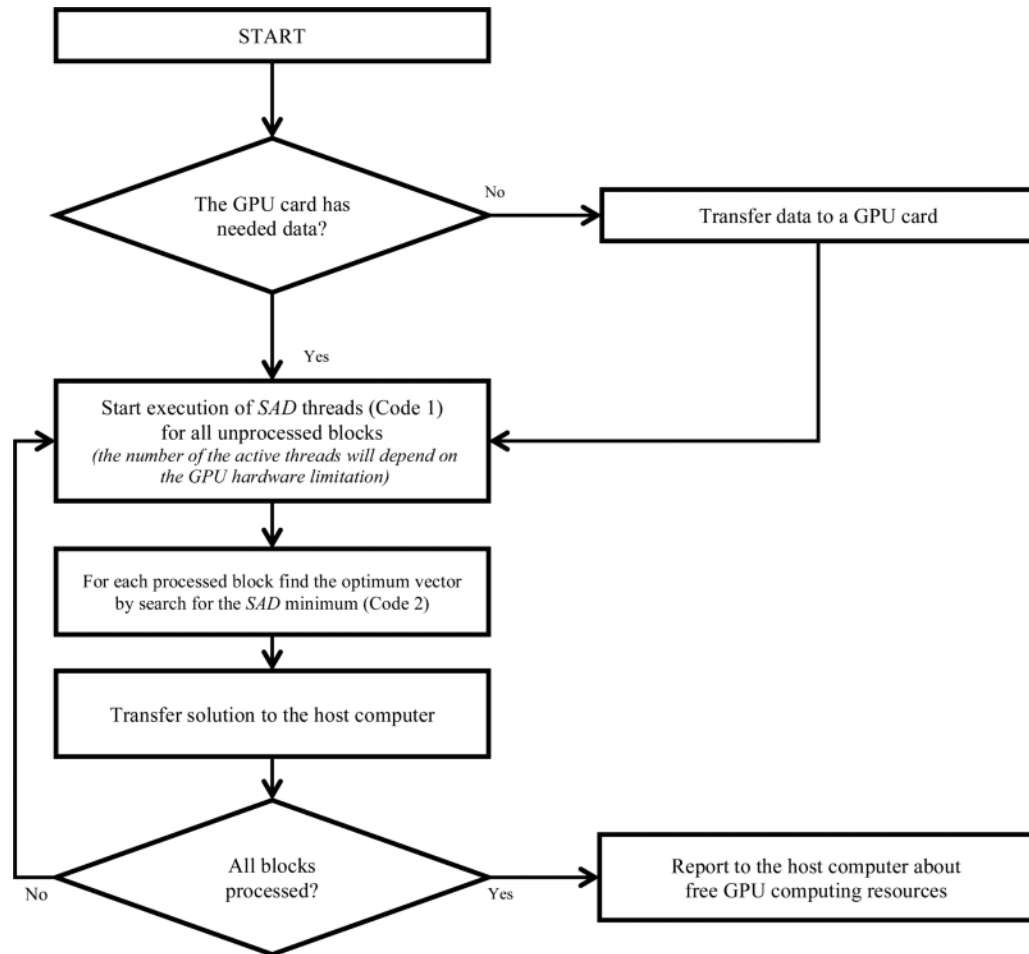 START
The GPU card has
needed data?
No
Transfer data to a GPU card
Yes
Start execution of SAD threads (Code 1)
for all unprocessed blocks
(the number of the active threads will depend on
the GPU hardware limitation)
For each processed block find the optimum vector
by search for the SAD minimum (Code 2)
Transfer solution to the host computer
All blocks
processed?
No
Yes
Report to the host computer about
free GPU computing resources